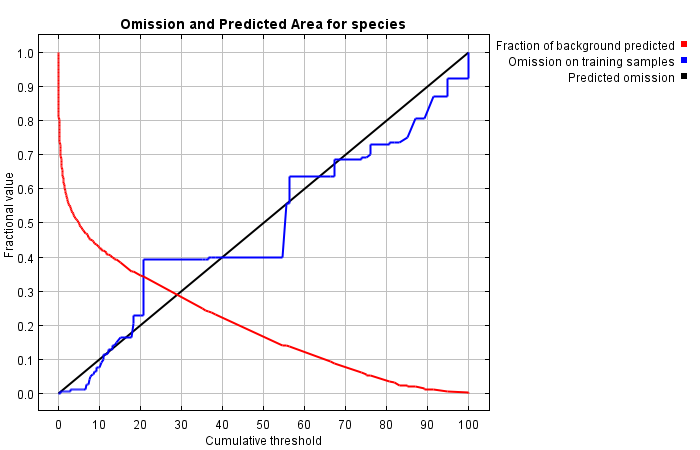 Omission and Predicted Area for species
Fraction of background predicted
Omission on training samples
Predicted omission
1.0
0.9
0.8
0.7
0.6
0.5
0.4
0.3
0.2
0.1
0.0
Fractional value
0 10 20 30 40 50 60 70 80 90 100
Cumulative threshold